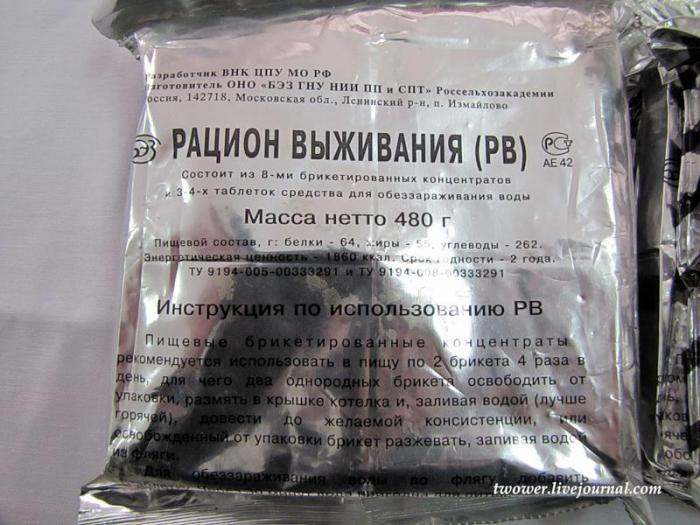 Разработчик ВНК ЦПУ МО РФ
Изготовитель ОНО «БЭЗ ГНУ НИИ ПП и СПТ» Россельхозакадемии
Россия, 142718, Московская обл., Ленинский р-н, п. Измайлово
БЭЗ
РАЦИОН ВЫЖИВАНИЯ (РВ)
РСТ
АЕ 42
Состоит из 8-ми брикетированных концентратов
и 3-4-х таблеток средства для обеззараживания воды
Масса нетто 480 г
Пищевой состав, г: белки - 64, жиры - 55, углеводы - 262.
Энергетическая ценность - 1860 ккал. Срок годности - 2 года.
ТУ 9194-005-00333291 и ТУ 9194-008-00333291
Инструкция по использованию РВ
Пищевые брикетированные концентраты
рекомендуется использовать в пищу по 2 брикета 4 раза в
день, для чего два однородных брикета освободить от
упаковки, размять в крышке котелка и, заливая водой (лучше
горячей), довести до желаемой консистенции, или
освобожденный от упаковки брикет разжевать, запивая водой
из фляги.
Для обеззараживания воды во флягу добавить
twower.livejournal.com